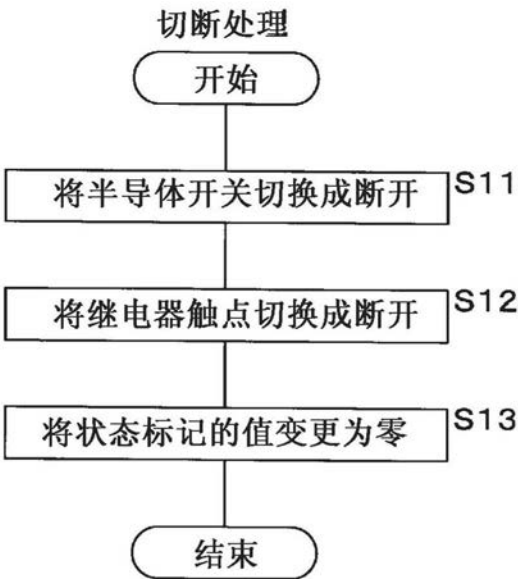 切断处理
开始
将半导体开关切换成断开
S11
将继电器触点切换成断开
S12
将状态标记的值变更为零
S13
结束